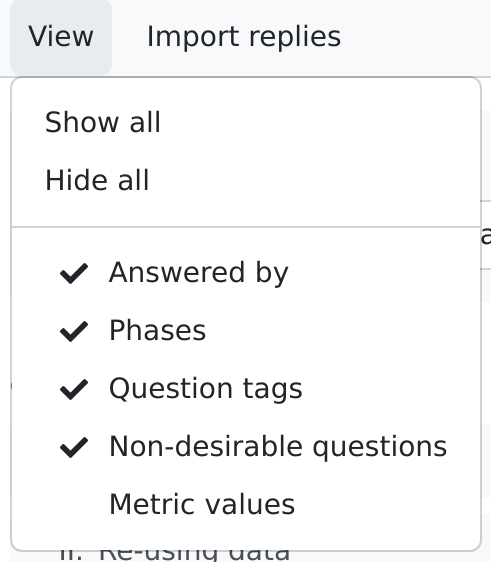 View Import replies
Show all
Hide all
Answered by
Phases
Question tags
Non-desirable questions
Metric values
II. Re-using data